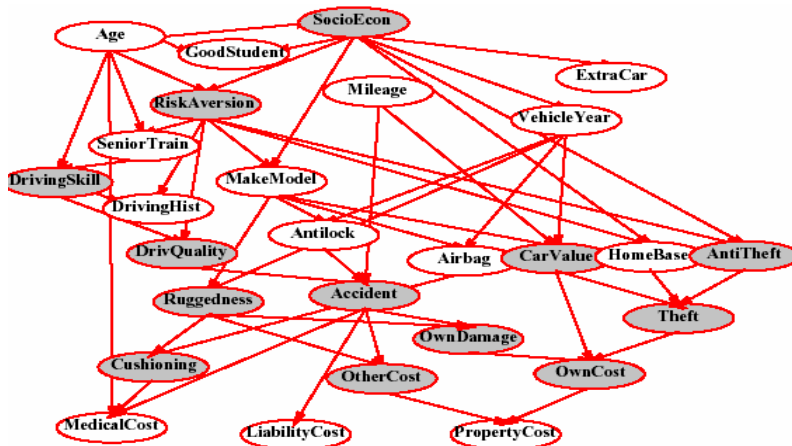 SocioEcon
Age
GoodStudent
ExtraCar
Mileage
RiskAversion
VehicleYear
SeniorTrain
MakeModel
DrivingSkill
DrivingHist
Antilock
DrivQuality
Airbag
CarValue
HomeBase
AntiTheft
Ruggedness
Accident
Theft
OwnDamage
Cushioning
OtherCost
OwnCost
MedicalCost
LiabilityCost
PropertyCost